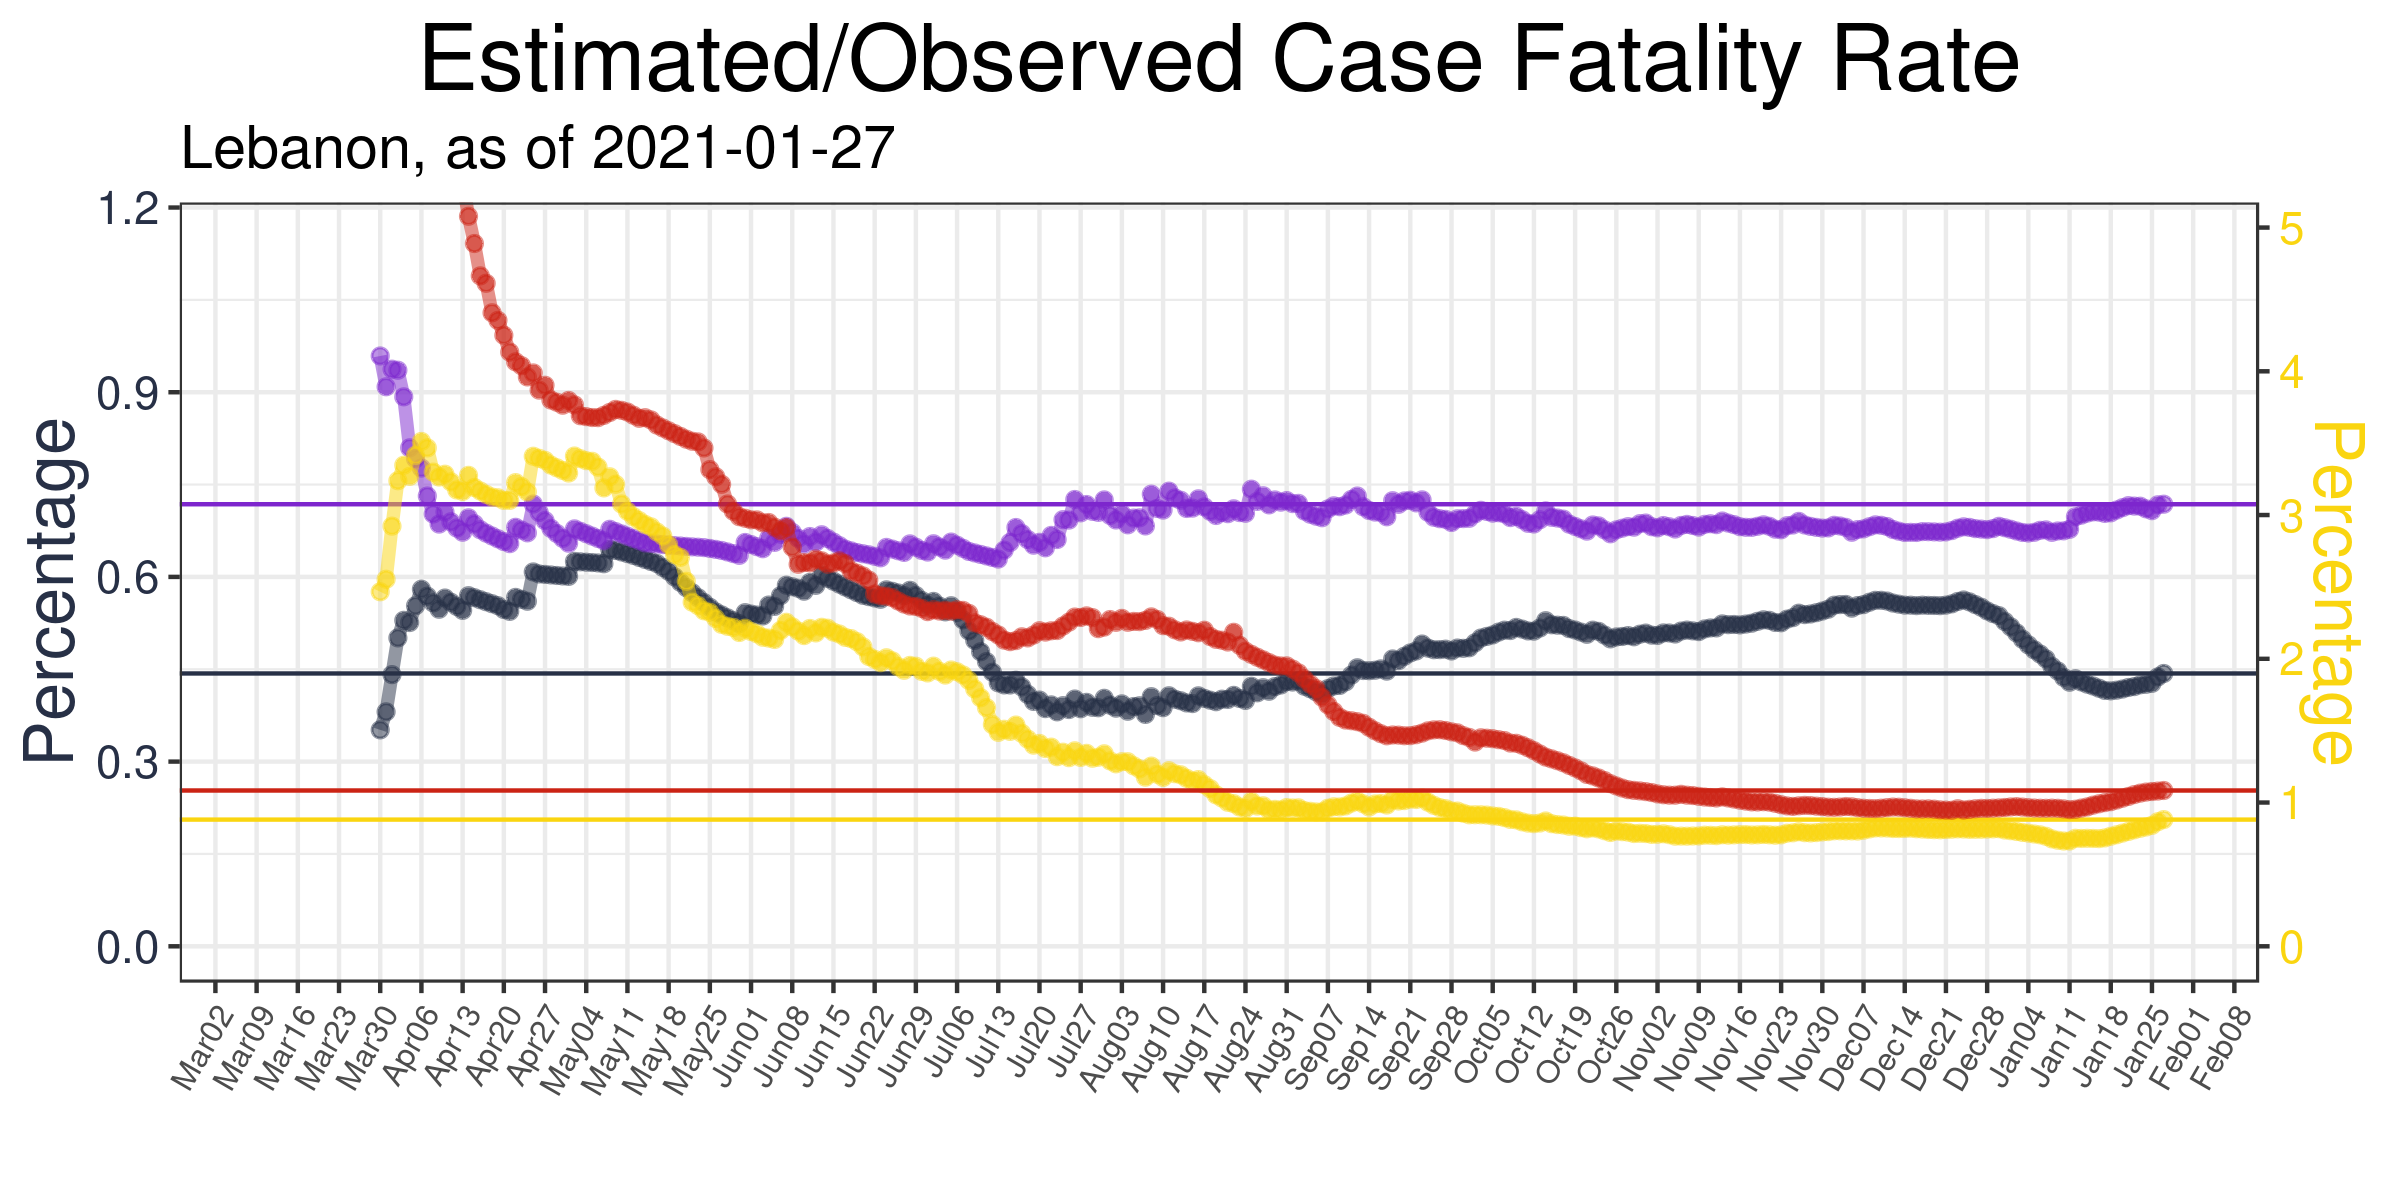 Estimated/Observed Case Fatality Rate
Lebanon, as of 2021-01-27
Percentage
1.2
0.9
0.6
0.3
0.0
5
4
3
2
1
0
Percentage
Mar02
Mar09
Mar16
Mar23
Mar30
Apr06
Apr13
Apr20
Apr27
May04
May11
May18
May25
Jun01
Jun08
Jun15
Jun22
Jun29
Jul06
Jul13
Jul20
Jul27
Aug03
Aug10
Aug17
Aug24
Aug31
Sep07
Sep14
Sep21
Sep28
Oct05
Oct12
Oct19
Oct26
Nov02
Nov09
Nov16
Nov23
Nov30
Dec07
Dec14
Dec21
Dec28
Jan04
Jan11
Jan18
Jan25
Feb01
Feb08